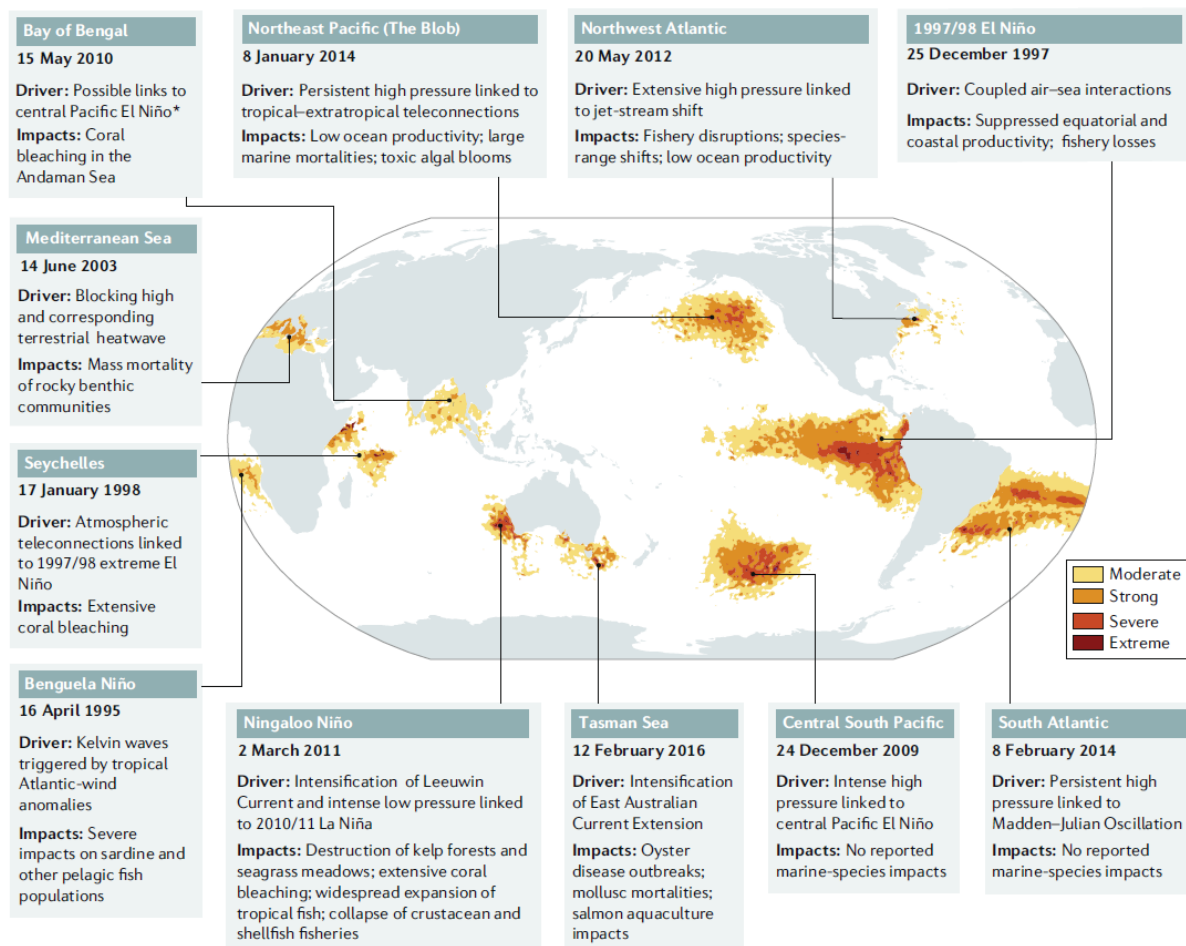 Bay of Bengal
15 May 2010
Driver: Possible links to
central Pacific El Niño*
Impacts: Coral
bleaching in the
Andaman Sea
Northeast Pacific (The Blob)
8 January 2014
Driver: Persistent high pressure linked to
tropical–extratropical teleconnections
Impacts: Low ocean productivity; large
marine mortalities; toxic algal blooms
Northwest Atlantic
20 May 2012
Driver: Extensive high pressure linked
to jet-stream shift
Impacts: Fishery disruptions; species-
range shifts; low ocean productivity
1997/98 El Niño
25 December 1997
Driver: Coupled air–sea interactions
Impacts: Suppressed equatorial and
coastal productivity; fishery losses
Mediterranean Sea
14 June 2003
Driver: Blocking high
and corresponding
terrestrial heatwave
Impacts: Mass mortality
of rocky benthic
communities
Seychelles
17 January 1998
Driver: Atmospheric
teleconnections linked
to 1997/98 extreme El
Niño
Impacts: Extensive
coral bleaching
Moderate
Strong
Severe
Extreme
Benguela Niño
16 April 1995
Driver: Kelvin waves
triggered by tropical
Atlantic-wind
anomalies
Impacts: Severe
impacts on sardine and
other pelagic fish
populations
Ningaloo Niño
2 March 2011
Driver: Intensification of Leeuwin
Current and intense low pressure linked
to 2010/11 La Niña
Impacts: Destruction of kelp forests and
seagrass meadows; extensive coral
bleaching; widespread expansion of
tropical fish; collapse of crustacean and
shellfish fisheries
Tasman Sea
12 February 2016
Driver: Intensification
of East Australian
Current Extension
Impacts: Oyster
disease outbreaks;
mollusc mortalities;
salmon aquaculture
impacts
Central South Pacific
24 December 2009
Driver: Intense high
pressure linked to
central Pacific El Niño
Impacts: No reported
marine-species impacts
South Atlantic
8 February 2014
Driver: Persistent high
pressure linked to
Madden–Julian Oscillation
Impacts: No reported
marine-species impacts